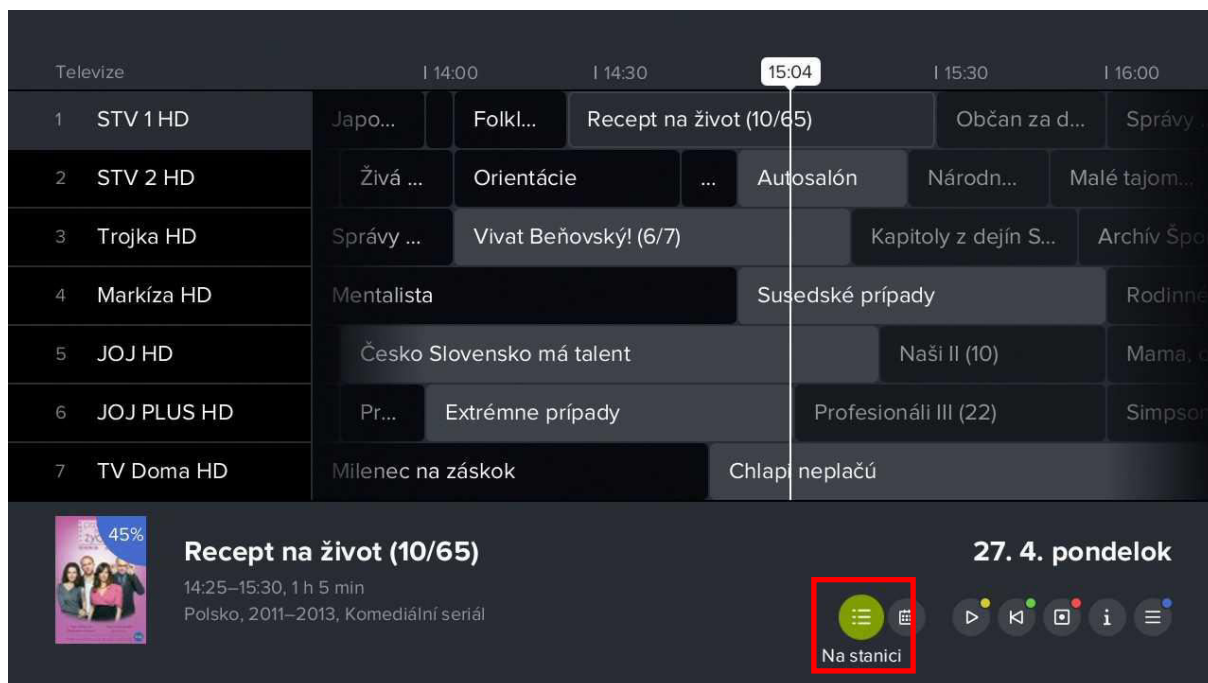 Televize 14:00 14:30 15:04 15:30 16:00
1 STV 1 HD Japo... Folkl... Recept na život (10/65) Občan za d... Správy
2 STV 2 HD Živá ... Orientácie ... Autosalón Národn... Malé tajom...
3 Trojka HD Správy ... Vivat Beňovský! (6/7) Kapitoly z dejín S... Archív Špo
4 Markíza HD Mentalista Susedské prípady Rodinné
5 JOJ HD Česko Slovensko má talent Naši II (10) Mama,
6 JOJ PLUS HD Pr... Extrémne prípady Profesionáli III (22) Simpson
7 TV Doma HD Milenec na záskok Chlapi neplačú
45%
Recept na život (10/65) 27. 4. pondelok
14:25–15:30, 1 h 5 min
Polsko, 2011–2013, Komediální seriál
Na stanici